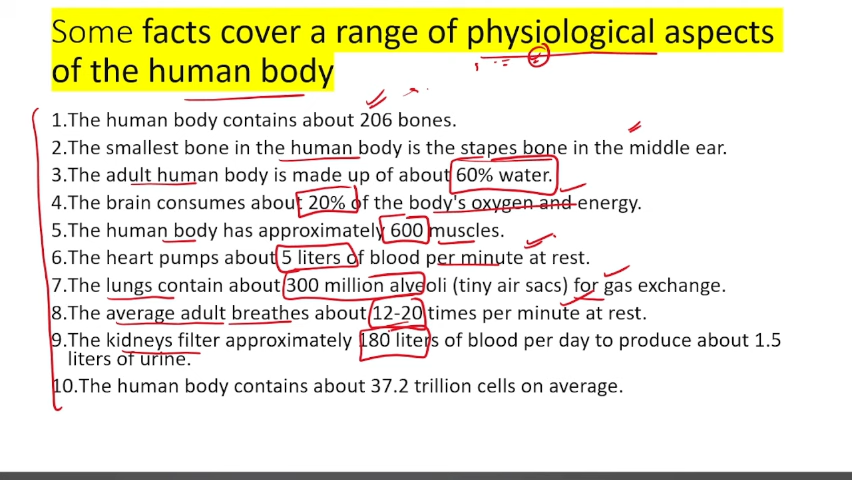 Some facts cover a range of physiological aspects
of the human body
1.The human body contains about 206 bones.
2.The smallest bone in the human body is the stapes bone in the middle ear.
3.The adult human body is made up of about 60% water.
4.The brain consumes about 20% of the body's oxygen and energy.
5.The human body has approximately 600 muscles.
6.The heart pumps about 5 liters of blood per minute at rest.
7.The lungs contain about 300 million alveoli (tiny air sacs) for gas exchange.
8.The average adult breathes about 12-20 times per minute at rest.
9.The kidneys filter approximately 180 liters of blood per day to produce about 1.5
liters of urine.
10.The human body contains about 37.2 trillion cells on average.